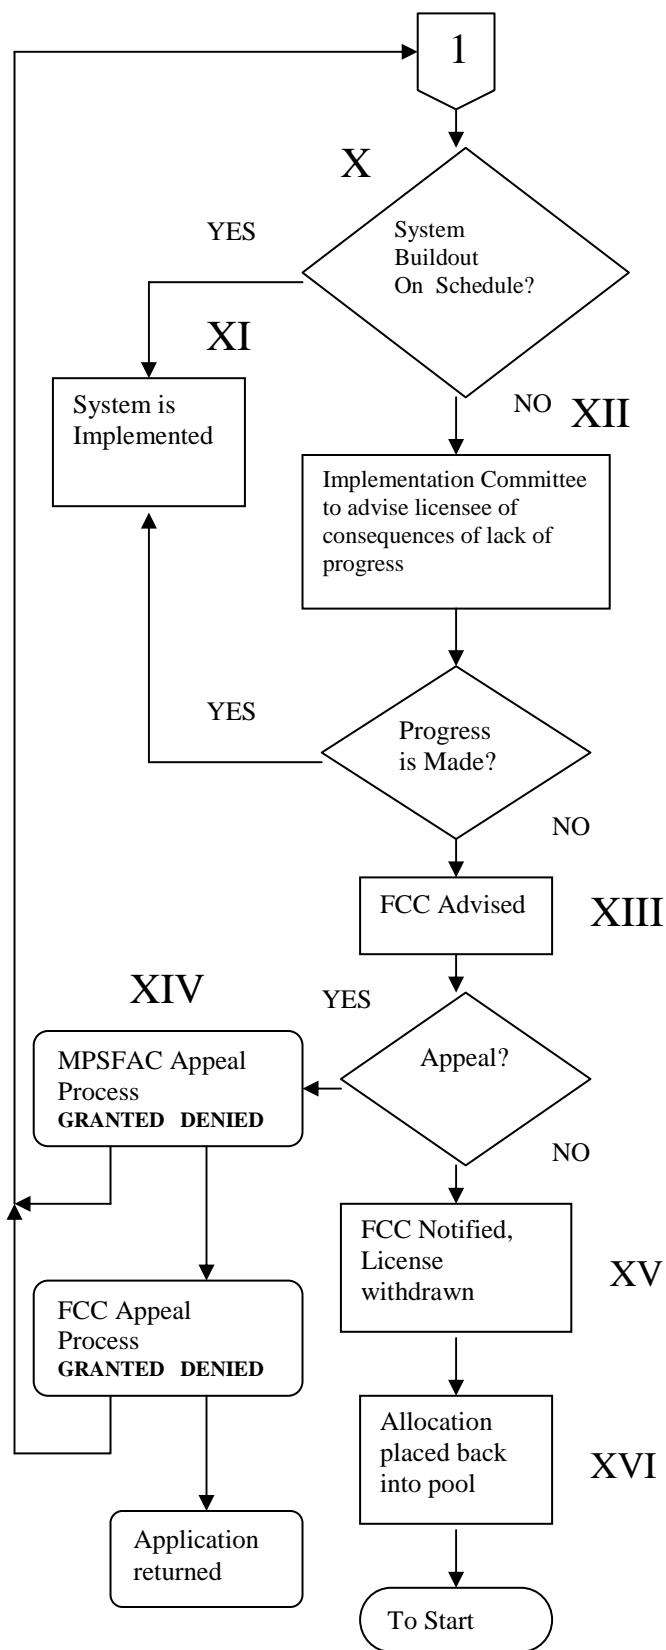 1
X
System
Buildout
On Schedule?
YES
XI
System is
Implemented
NO
XII
Implementation Committee
to advise licensee of
consequences of lack of
progress
YES
Progress
is Made?
NO
FCC Advised
XIII
XIV
YES
Appeal?
MPSFAC Appeal
Process
GRANTED DENIED
NO
FCC Notified,
License
withdrawn
XV
FCC Appeal
Process
GRANTED DENIED
Allocation
placed back
into pool
XVI
Application
returned
To Start